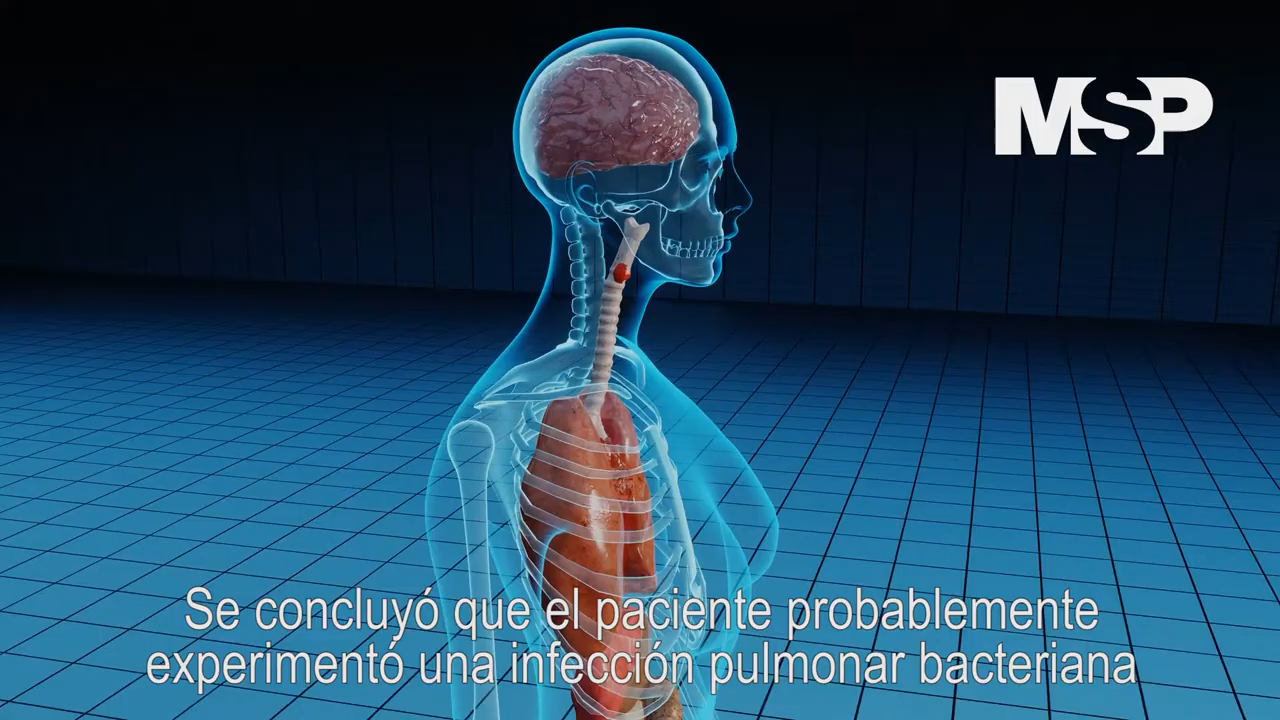 MSP
Se concluyó que el paciente probablemente
experimentó una infección pulmonar bacteriana